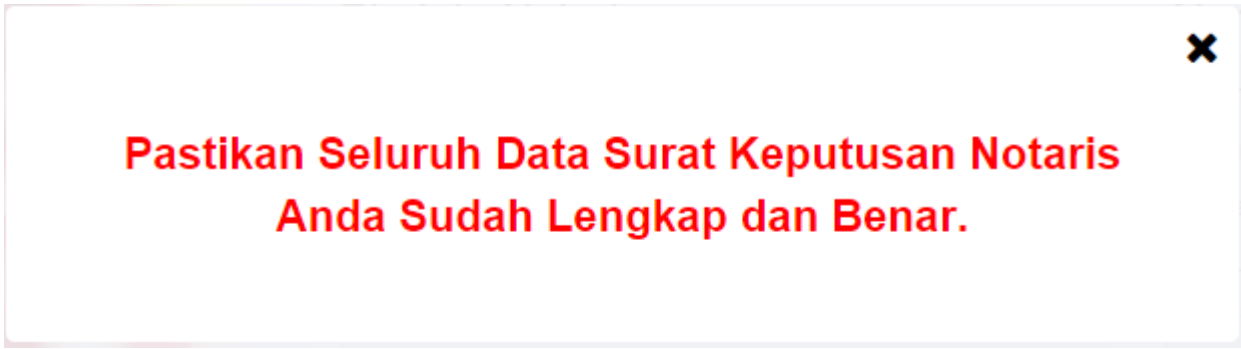 Pastikan Seluruh Data Surat Keputusan Notaris
Anda Sudah Lengkap dan Benar.